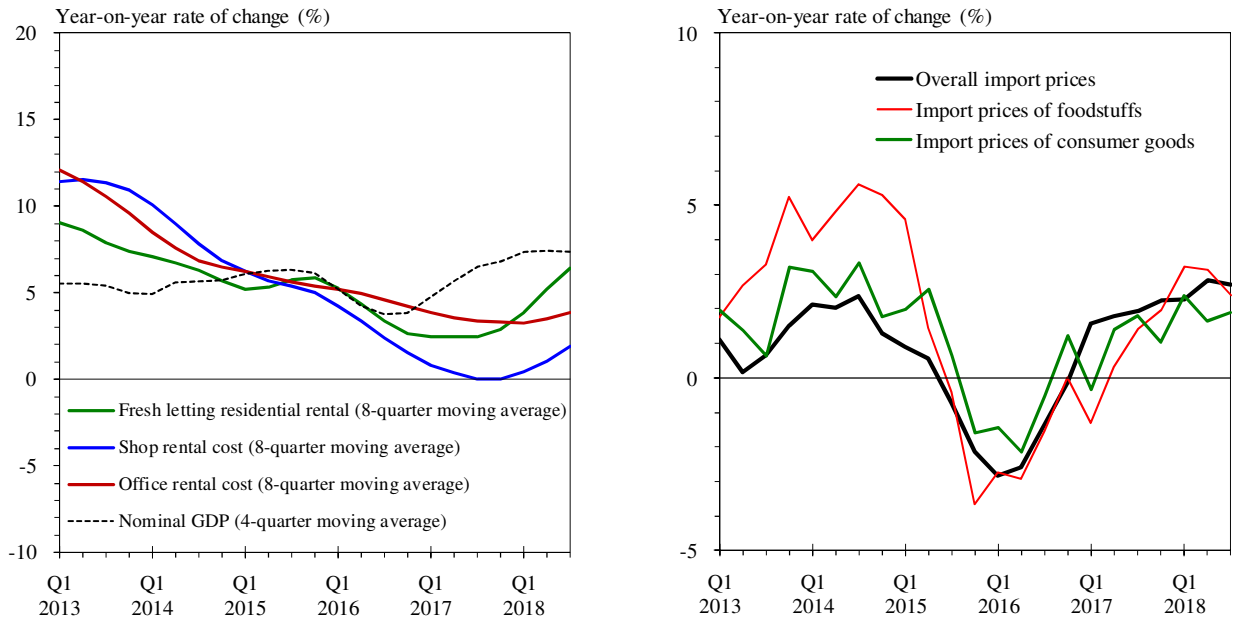 Year-on-year rate of change (%)
20
15
10
5
0
-5
-10
Fresh letting residential rental (8-quarter moving average)
Shop rental cost (8-quarter moving average)
Office rental cost (8-quarter moving average)
Nominal GDP (4-quarter moving average)
Q1 Q1 Q1 Q1 Q1 Q1
2013 2014 2015 2016 2017 2018
Year-on-year rate of change (%)
10
5
0
-5
Overall import prices
Import prices of foodstuffs
Import prices of consumer goods
Q1 Q1 Q1 Q1 Q1 Q1
2013 2014 2015 2016 2017 2018